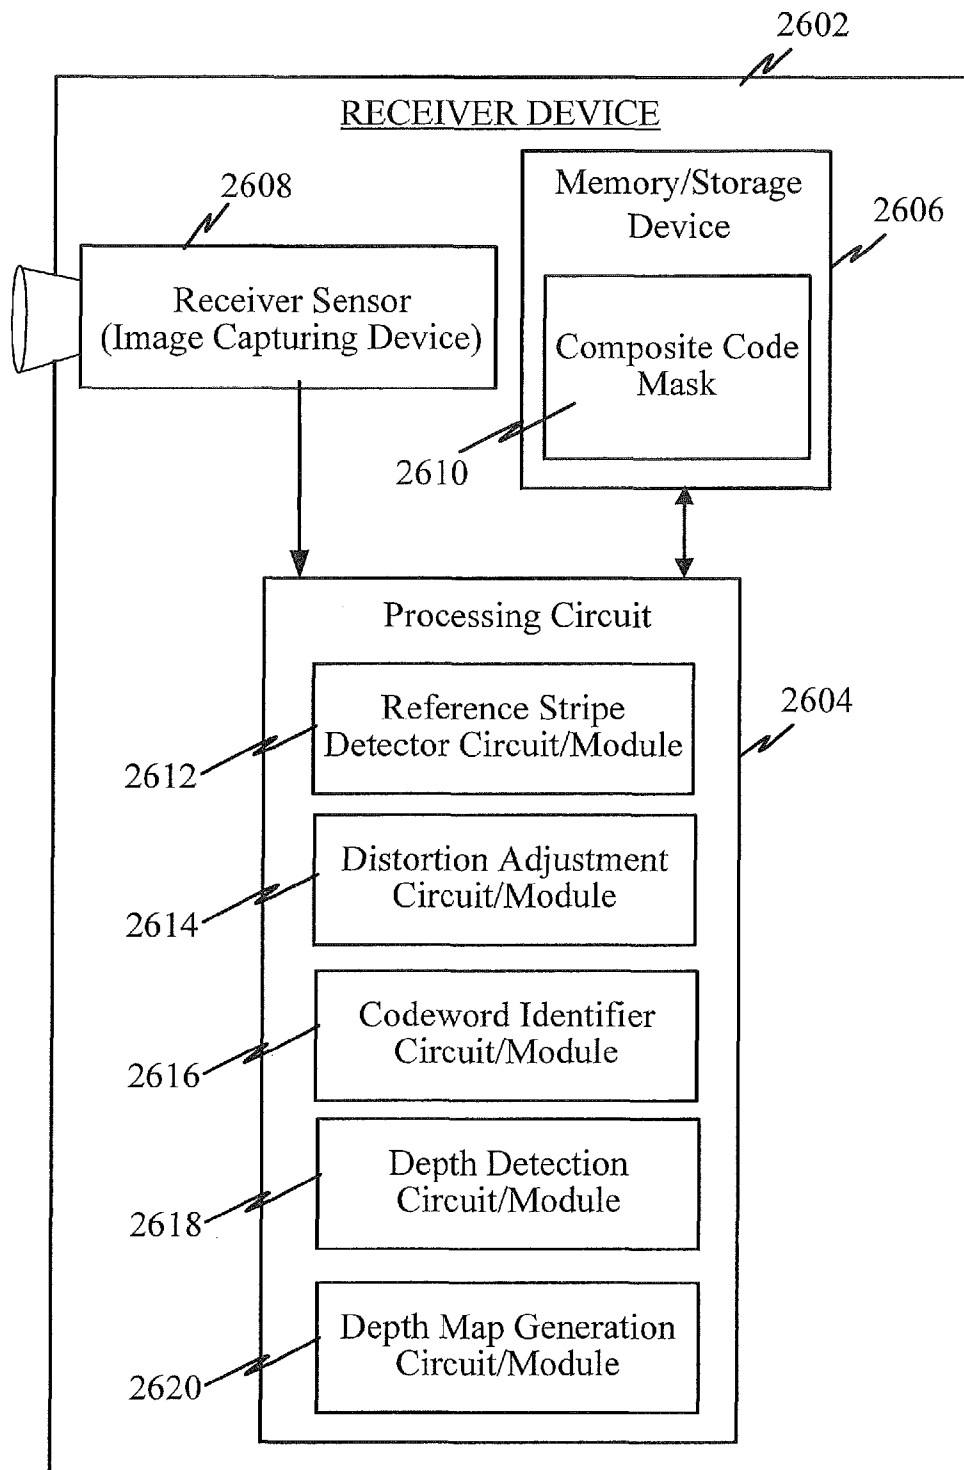 2602
RECEIVER DEVICE
2608
Receiver Sensor
(Image Capturing Device)
Memory/Storage
Device
2606
Composite Code
Mask
2610
Processing Circuit
2604
Reference Stripe
Detector Circuit/Module
2612
Distortion Adjustment
Circuit/Module
2614
Codeword Identifier
Circuit/Module
2616
Depth Detection
Circuit/Module
2618
Depth Map Generation
Circuit/Module
2620